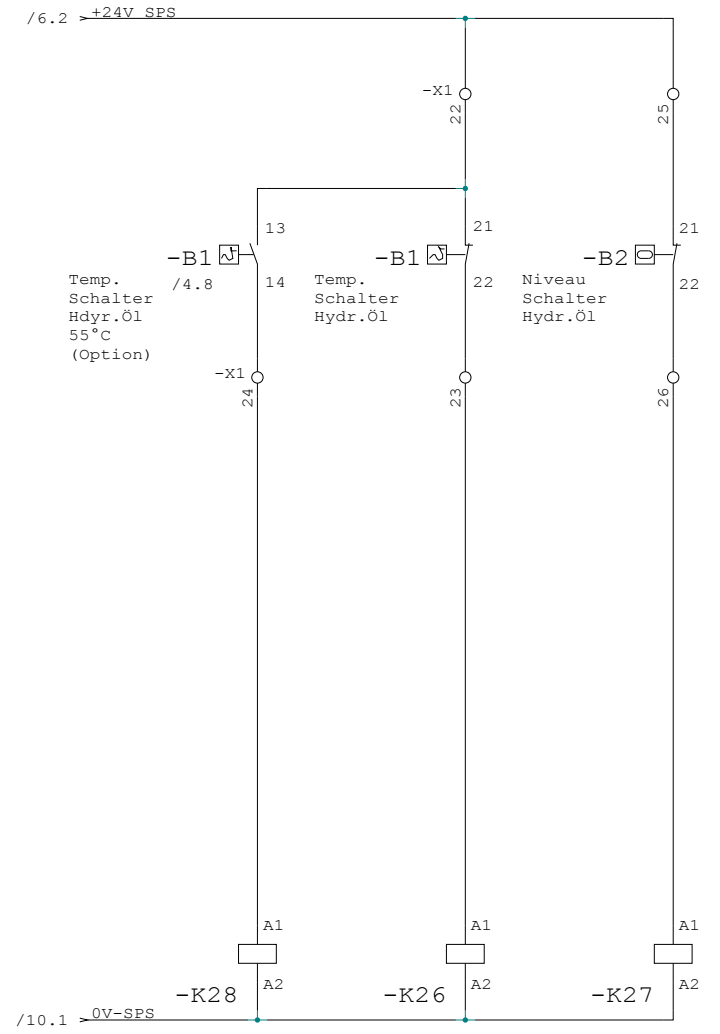 /6.2
+24V SPS
-X1
22
25
13
21
21
-B1
-B1
-B2
/4.8
14
22
22
Temp.
Schalter
Hdyr.Öl
55°C
(Option)
Temp.
Schalter
Hydr.Öl
Niveau
Schalter
Hydr.Öl
-X1
24
23
26
A1
A1
A1
-K28
A2
-K26
A2
-K27
A2
/10.1
0V-SPS